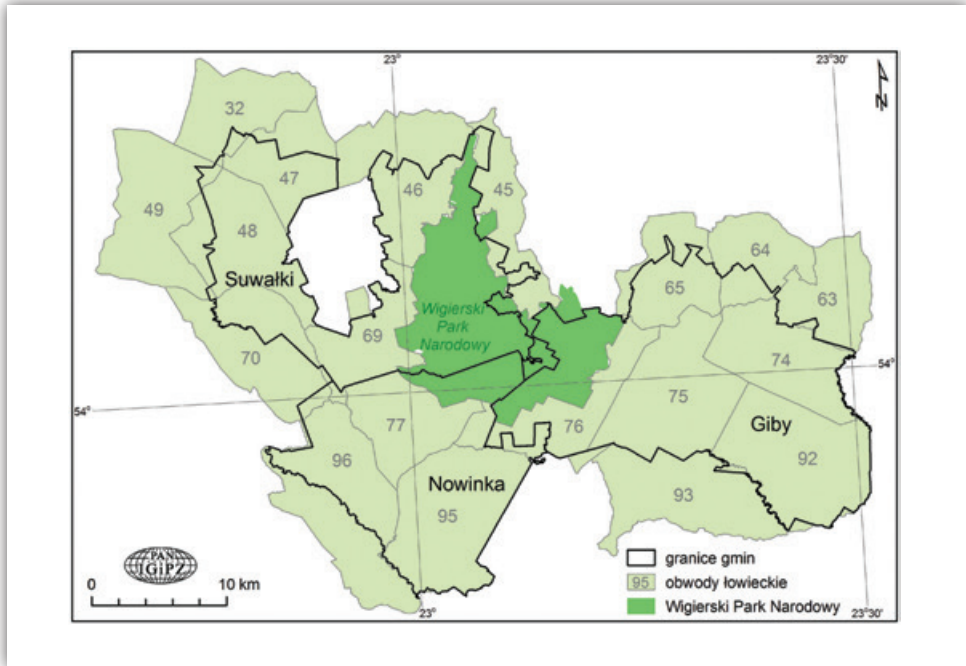 23°
23°30'
N
32
47
46
45
49
48
64
Suwałki
65
63
Wigierski
Park
Narodowy
69
70
74
54°
75
54°
77
76
Giby
96
92
Nowinka
93
95
PAN
IGiPZ
0 10 km
granice gmin
95 obwody łowieckie
Wigierski Park Narodowy
23°
23°30'